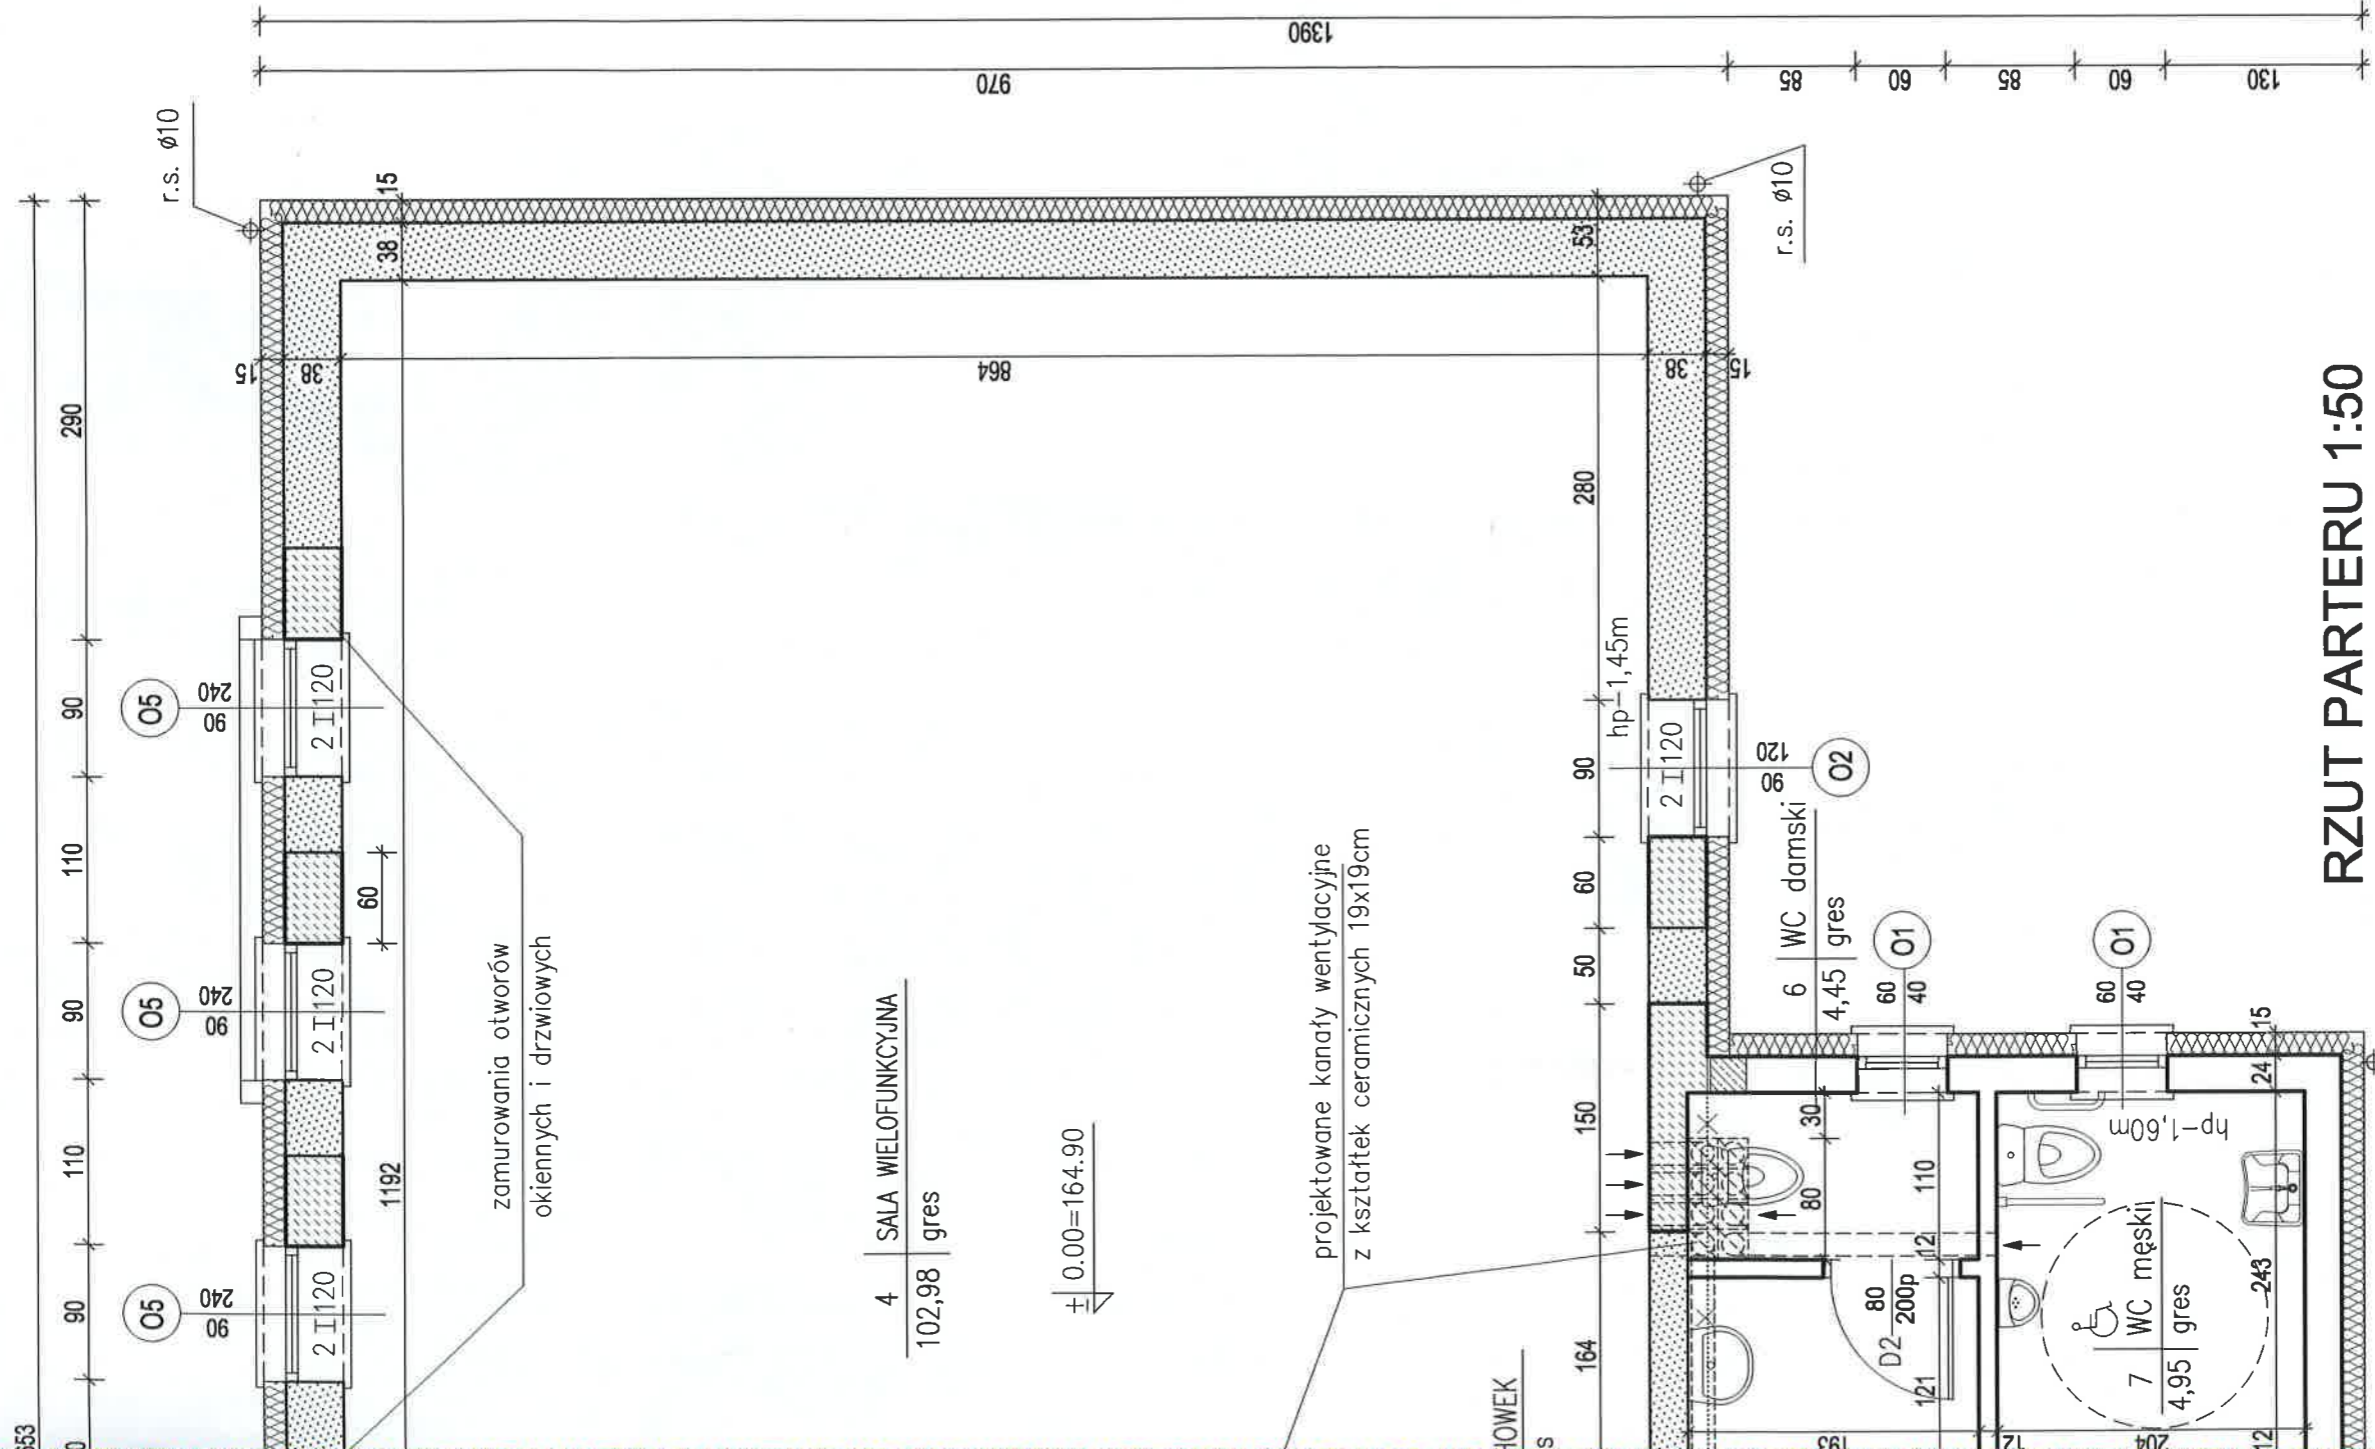 1390
970
85
60
85
60
130
r.s. ø10
290
90
110
90
110
90
15
38
53
r.s. ø10
15
38
864
38
15
O5
90
240
2 I 120
O5
90
240
2 I 120
O5
90
240
2 I 120
60
1192
zamurowania otworów
okiennych i drzwiowych
4 SALA WIELOFUNKCYJNA
102,98 gres
± 0.00=164.90
projektowane kanały wentylacyjne
z kształtek ceramicznych 19x19cm
280
90
60
50
150
164
hp-1,45m
2 I 120
90
120
O2
6 WC damski
4,45 gres
O1
60
40
O1
60
40
15
24
30
80
110
12
121
D2
80
200p
hp-1,60m
243
7 WC męski
4,95 gres
193
12
204
12
RZUT PARTERU 1:50